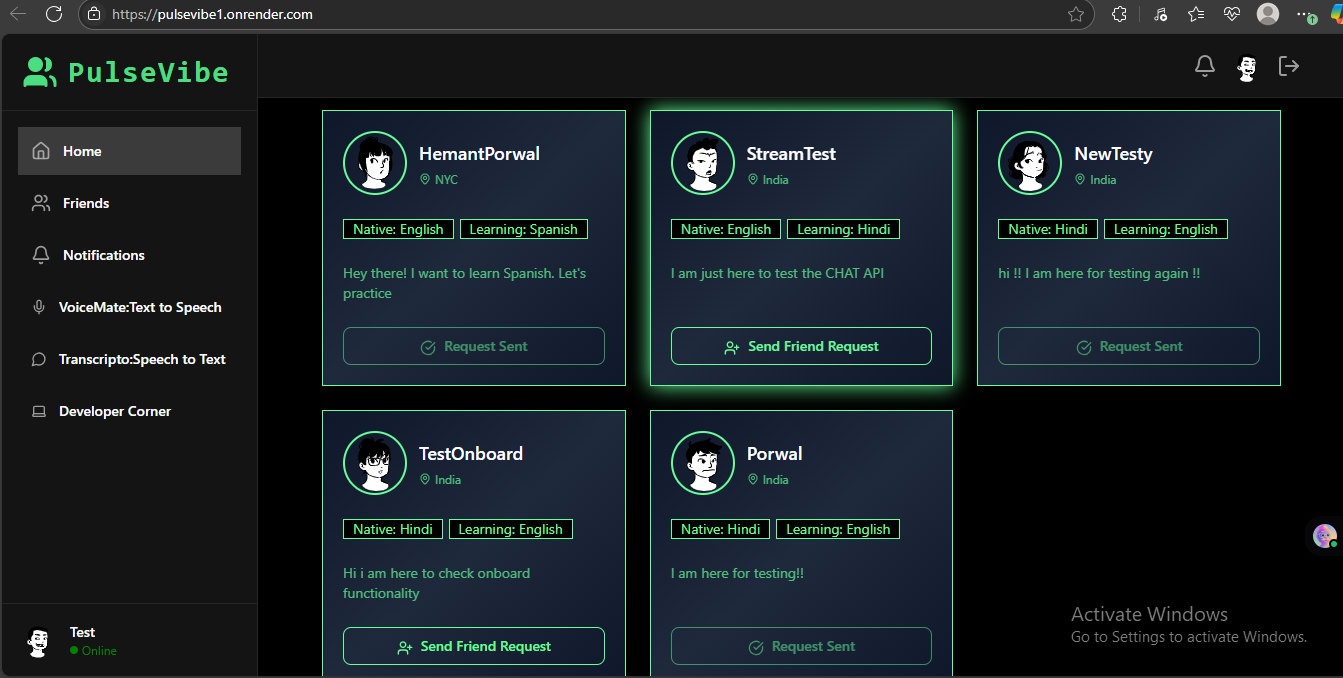 https://pulsevibe1.onrender.com
PulseVibe
Home
Friends
Notifications
VoiceMate:Text to Speech
Transcripto:Speech to Text
Developer Corner
Test
Online
HemantPorwal
NYC
Native: English
Learning: Spanish
Hey there! I want to learn Spanish. Let's
practice
Request Sent
StreamTest
India
Native: English
Learning: Hindi
I am just here to test the CHAT API
Send Friend Request
NewTesty
India
Native: Hindi
Learning: English
hi !! I am here for testing again !!
Request Sent
TestOnboard
India
Native: Hindi
Learning: English
Hi i am here to check onboard
functionality
Send Friend Request
Porwal
India
Native: Hindi
Learning: English
I am here for testing!!
Request Sent
Activate Windows
Go to Settings to activate Windows.